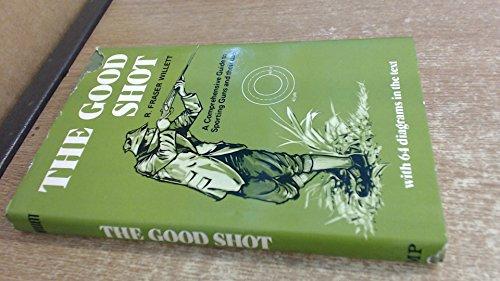 THE GOOD
SHOT
R. FRASER WILLETT
A Comprehensive Guide to
Sporting Guns and their
with 64 diagrams in the text
THE GOOD SHOT
MP